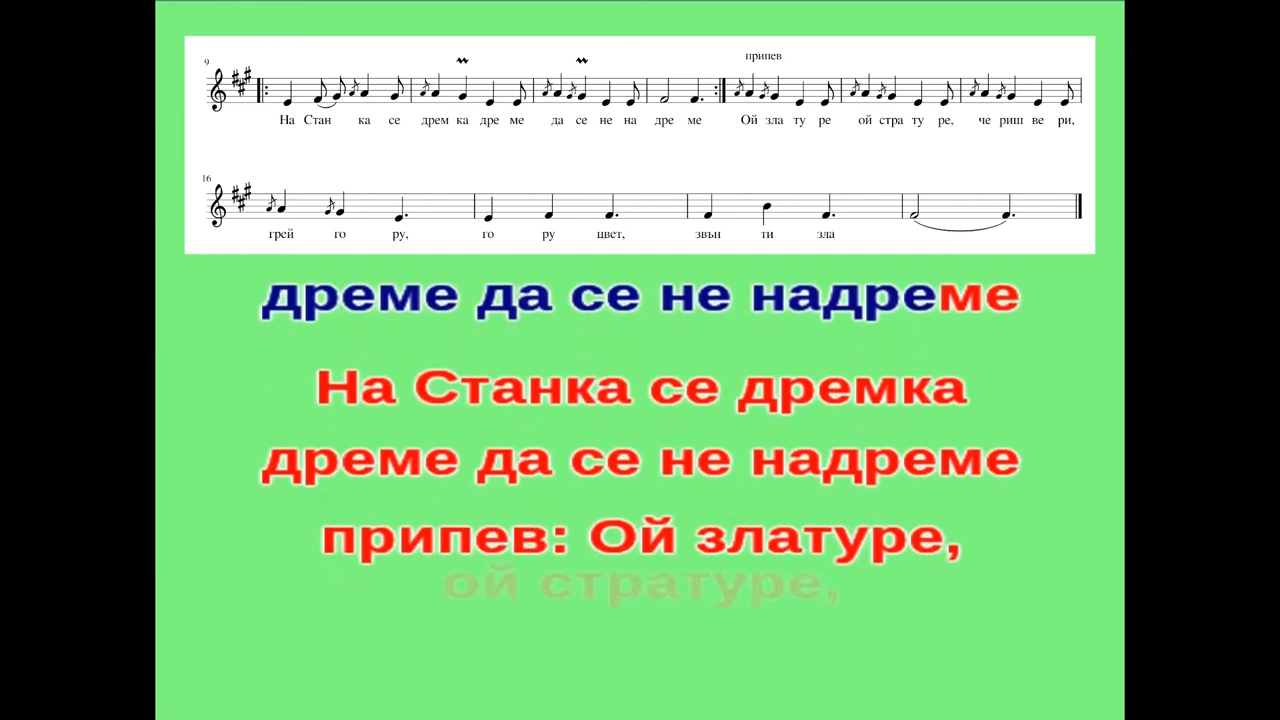 9
припев
На Стан ка се дрем ка дре ме да се не на дре ме Ой зла ту ре ой стра ту ре, че риш ве ри,
16
грей го ру, го ру цвет, звън ти зла
дреме да се не надреме
На Станка се дремка
дреме да се не надреме
припев: Ой златуре,
ой стратуре,